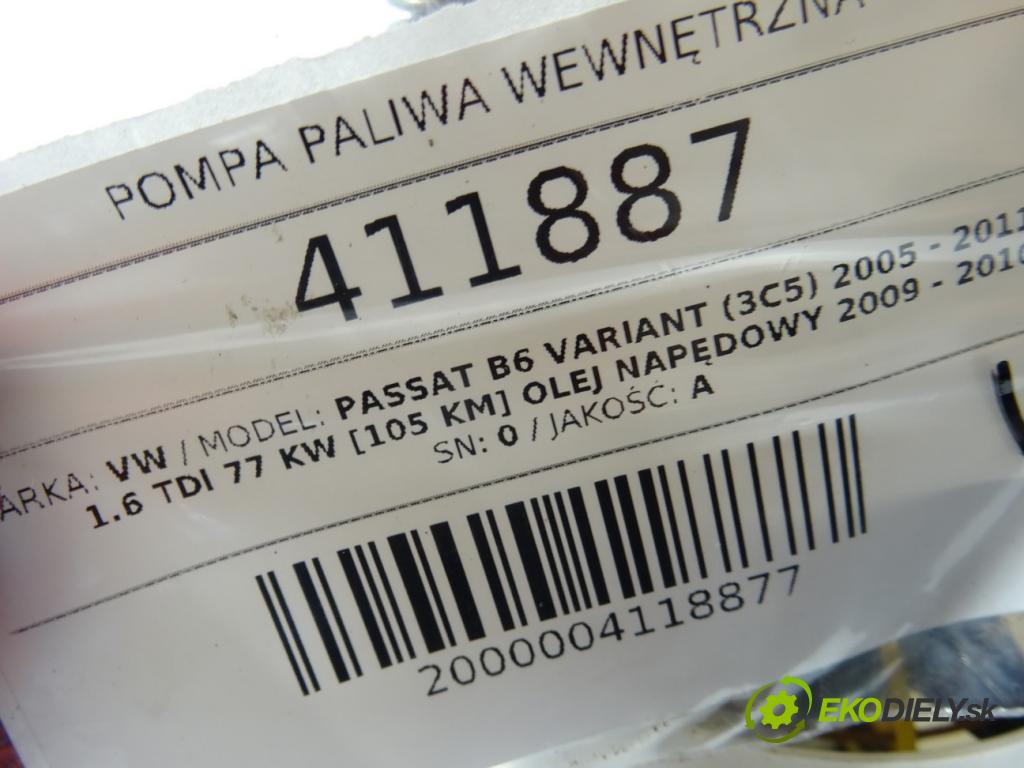 POMPA PALIWA WEWNĘTRZNA
411887
ARKA: VW / MODEL: PASSAT B6 VARIANT (3C5) 2005 - 2011
1.6 TDI 77 KW [105 KM] OLEJ NAPĘDOWY 2009 - 2010
SN: 0 / JAKOŚĆ: A
2000004118877
EKODIELY.sk